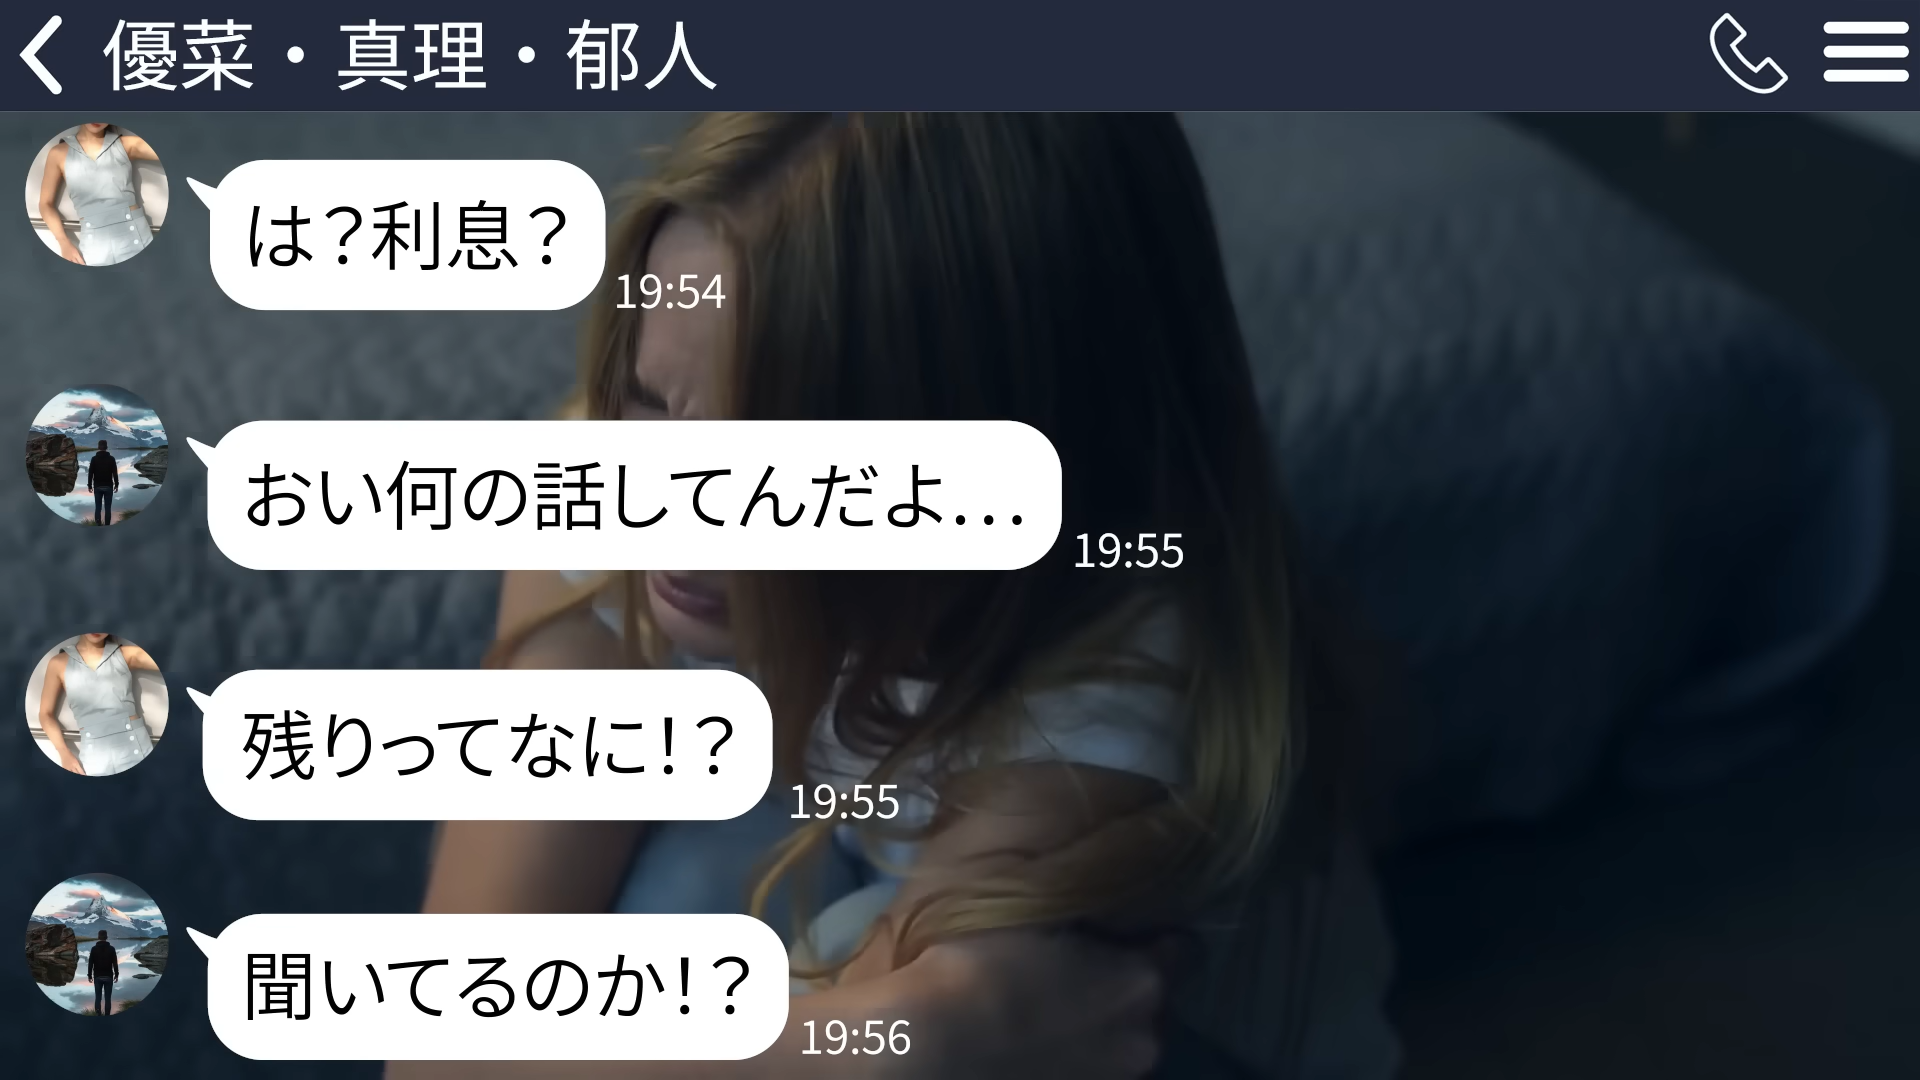 優菜・真理・郁人
は？利息？
19:54
おい何の話してんだよ…
19:55
残りってなに！？
19:55
聞いてるのか！？
19:56